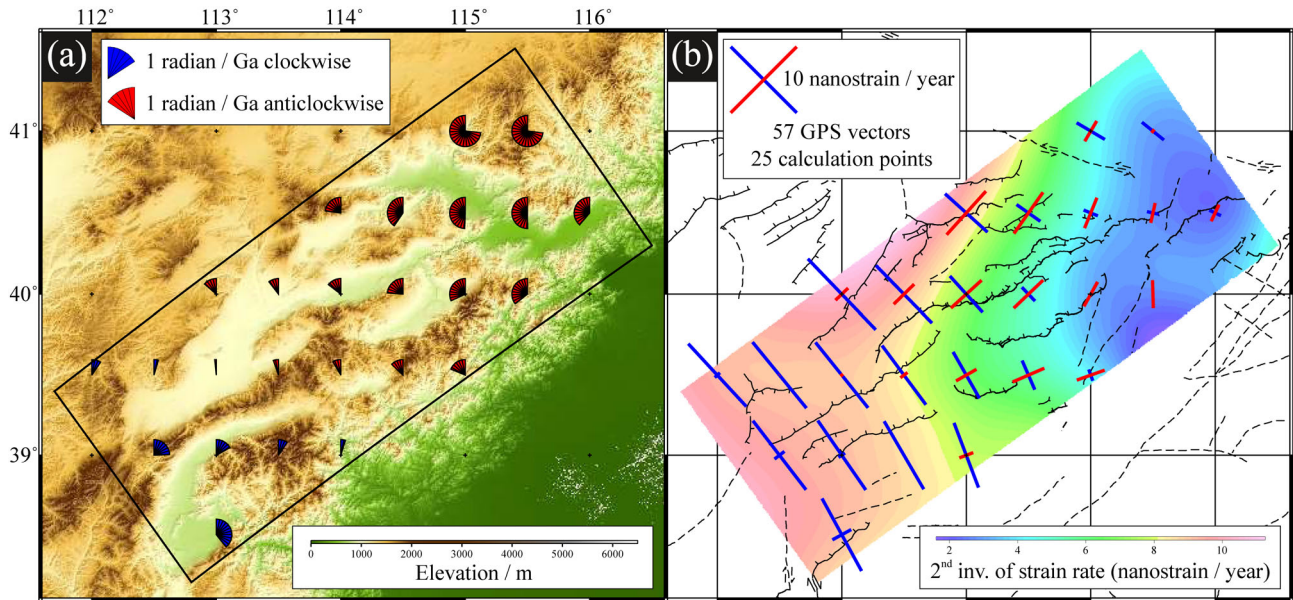 112° 113° 114° 115° 116°
(a)
1 radian / Ga clockwise
1 radian / Ga anticlockwise
41°
40°
39°
0 1000 2000 3000 4000 5000 6000
Elevation / m
(b)
10 nanostrain / year
57 GPS vectors
25 calculation points
2 4 6 8 10
2nd inv. of strain rate (nanostrain / year)